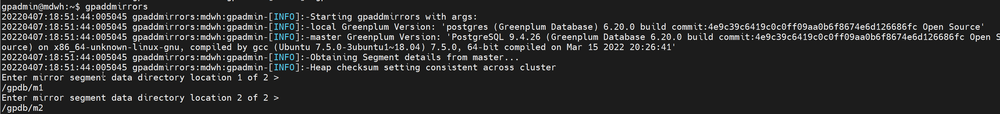 gpadmin@mdwh:~$ gpaddmirrors
20220407:18:51:44:005045 gpaddmirrors:mdwh:gpadmin-[INFO]:-Starting gpaddmirrors with args:
20220407:18:51:44:005045 gpaddmirrors:mdwh:gpadmin-[INFO]:-local Greenplum Version: 'postgres (Greenplum Database) 6.20.0 build commit:4e9c39c6419c0c0ff09aa0b6f8674e6d126686fc Open Source'
20220407:18:51:44:005045 gpaddmirrors:mdwh:gpadmin-[INFO]:-master Greenplum Version: 'PostgreSQL 9.4.26 (Greenplum Database 6.20.0 build commit:4e9c39c6419c0c0ff09aa0b6f8674e6d126686fc Open S
ource) on x86_64-unknown-linux-gnu, compiled by gcc (Ubuntu 7.5.0-3ubuntu1~18.04) 7.5.0, 64-bit compiled on Mar 15 2022 20:26:41'
20220407:18:51:44:005045 gpaddmirrors:mdwh:gpadmin-[INFO]:-Obtaining Segment details from master...
20220407:18:51:44:005045 gpaddmirrors:mdwh:gpadmin-[INFO]:-Heap checksum setting consistent across cluster
Enter mirror segment data directory location 1 of 2 >
/gpdb/m1
Enter mirror segment data directory location 2 of 2 >
/gpdb/m2